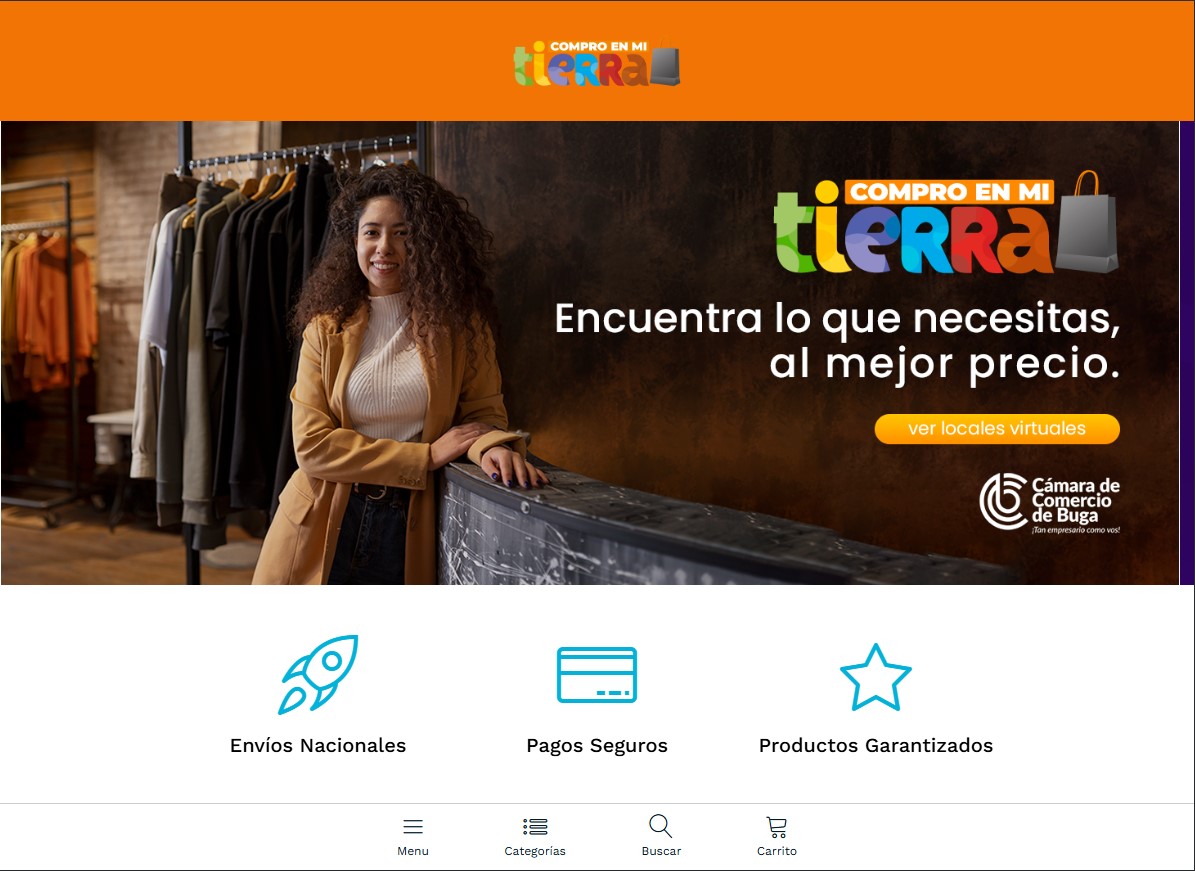 COMPRO EN MI
tierra
COMPRO EN MI
tierra
Encuentra lo que necesitas,
al mejor precio.
ver locales virtuales
Cámara de
Comercio
de Buga
¡Tan empresario como vos!
Envíos Nacionales
Pagos Seguros
Productos Garantizados
Menu
Categorías
Buscar
Carrito